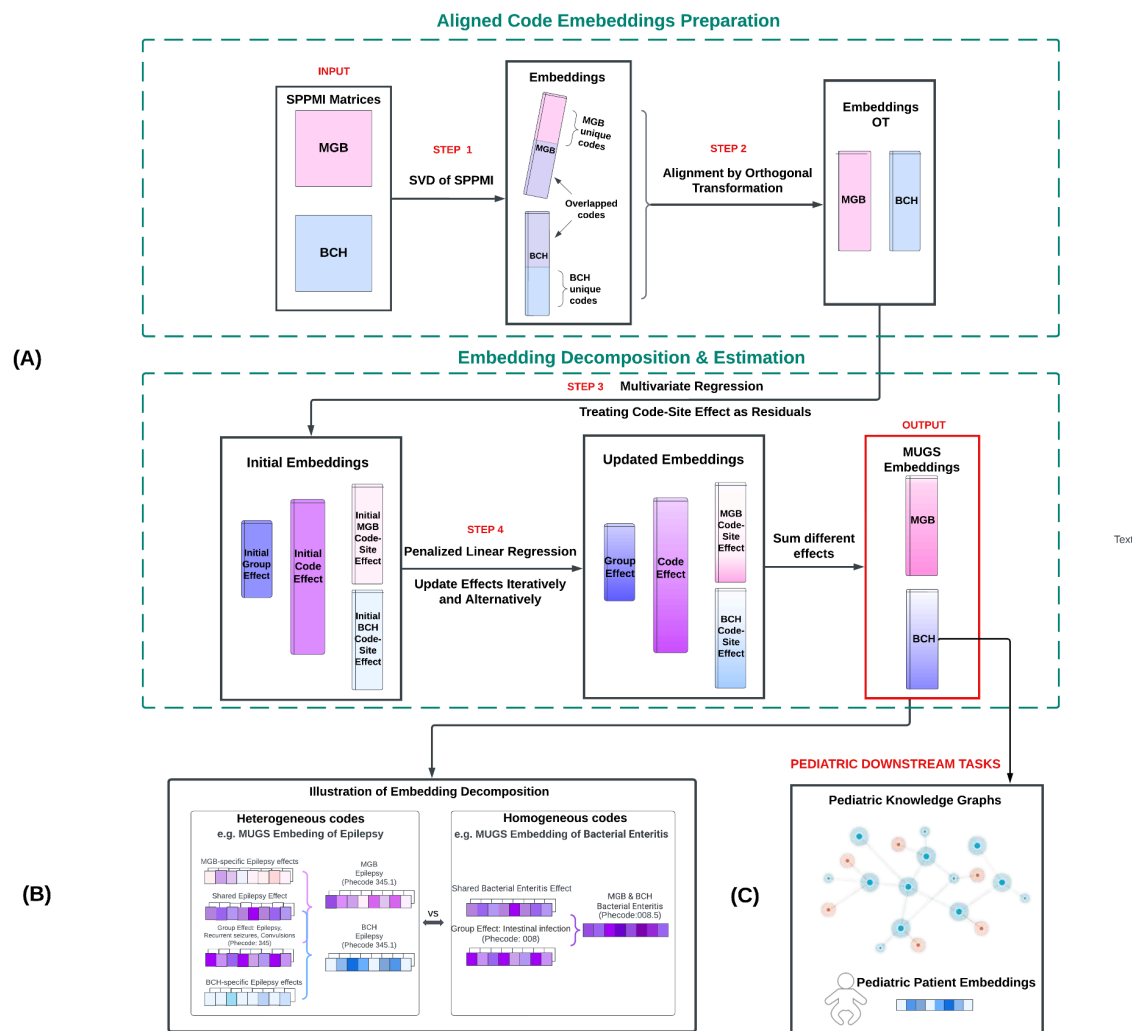 Aligned Code Emebeddings Preparation
INPUT
SPPMI Matrices
MGB
BCH
STEP 1
SVD of SPPMI
Embeddings
MGB
unique
codes
MGB
Overlapped
codes
BCH
BCH
unique
codes
STEP 2
Alignment by Orthogonal
Transformation
Embeddings
OT
MGB
BCH
(A)
Embedding Decomposition & Estimation
STEP 3 Multivariate Regression
Treating Code-Site Effect as Residuals
Initial Embeddings
Initial
Group
Effect
Initial
Code
Effect
Initial
MGB
Code-
Site
Effect
Initial
BCH
Code-
Site
Effect
STEP 4
Penalized Linear Regression
Update Effects Iteratively
and Alternatively
Updated Embeddings
Group
Effect
Code
Effect
MGB
Code-
Site
Effect
BCH
Code-
Site
Effect
Sum different
effects
OUTPUT
MUGS
Embeddings
MGB
BCH
Text
(B)
Illustration of Embedding Decomposition
Heterogeneous codes
e.g. MUGS Embeding of Epilepsy
MGB-specific Epilepsy effects
Shared Epilepsy Effect
Group Effect: Epilepsy,
Recurrent seizures, Convulsions
(Phecode: 345)
BCH-specific Epilepsy effects
MGB
Epilepsy
(Phecode 345.1)
BCH
Epilepsy
(Phecode 345.1)
VS
Homogeneous codes
e.g. MUGS Embedding of Bacterial Enteritis
Shared Bacterial Enteritis Effect
Group Effect: Intestinal infection
(Phecode: 008)
MGB & BCH
Bacterial Enteritis
(Phecode:008.5)
(C)
PEDIATRIC DOWNSTREAM TASKS
Pediatric Knowledge Graphs
Pediatric Patient Embeddings